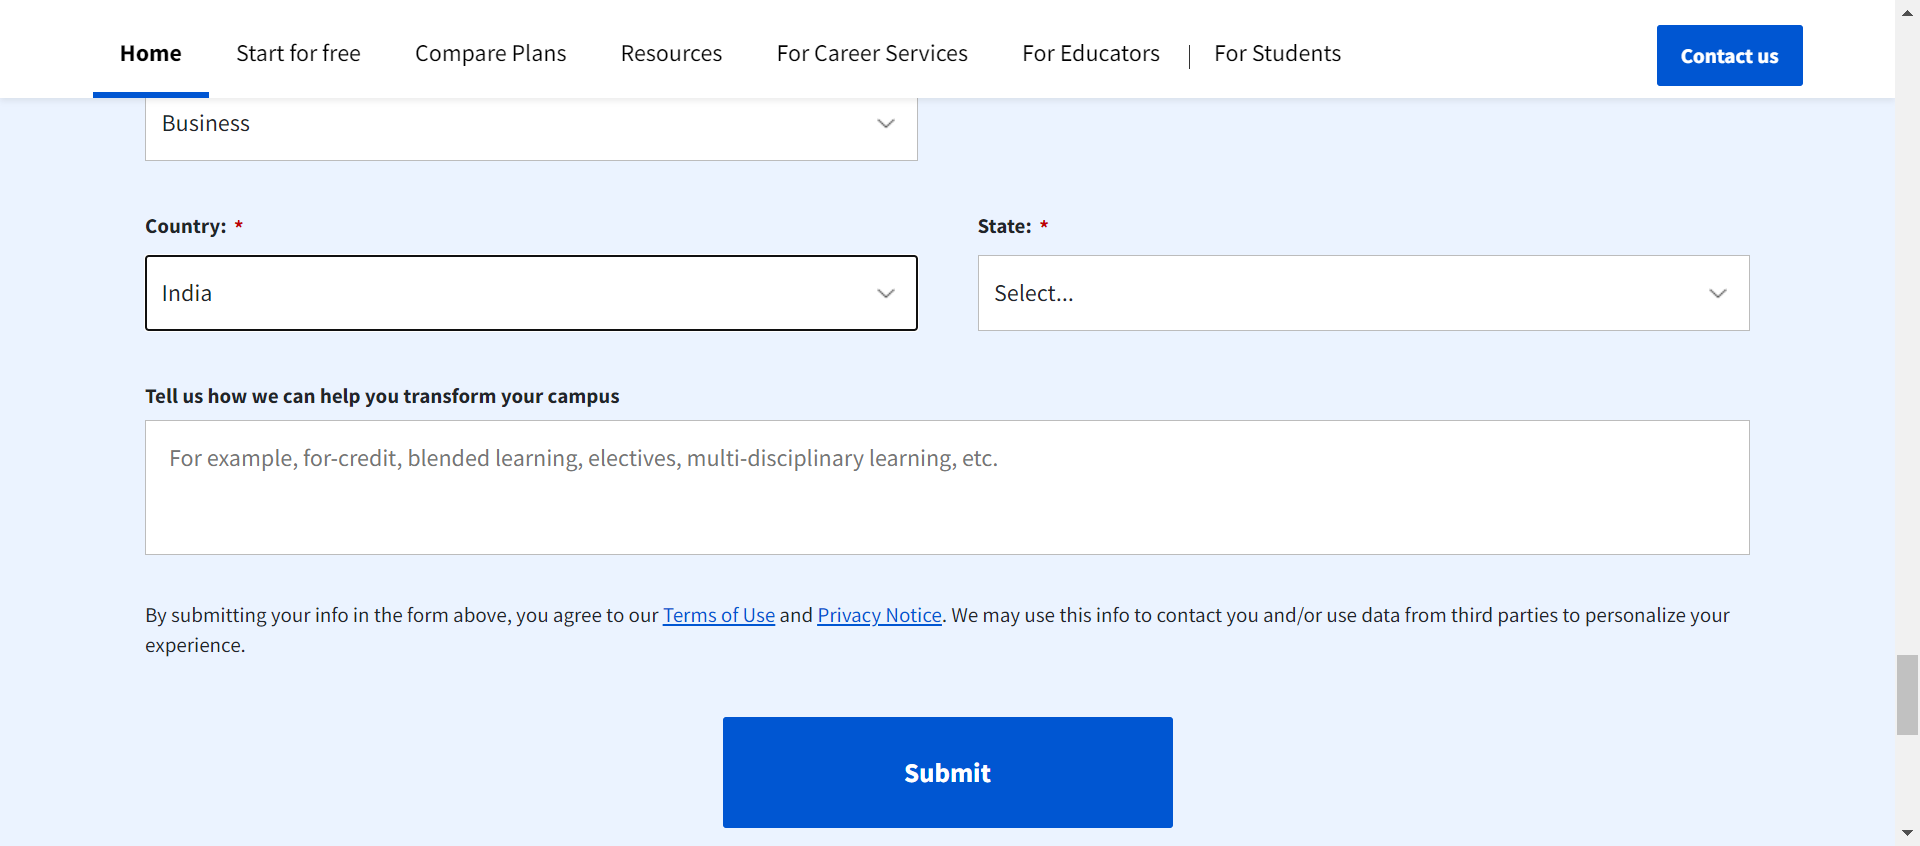 Home Start for free Compare Plans Resources For Career Services For Educators | For Students Contact us
Business
Country: * State: *
India Select...
Tell us how we can help you transform your campus
For example, for-credit, blended learning, electives, multi-disciplinary learning, etc.
By submitting your info in the form above, you agree to our Terms of Use and Privacy Notice. We may use this info to contact you and/or use data from third parties to personalize your
experience.
Submit